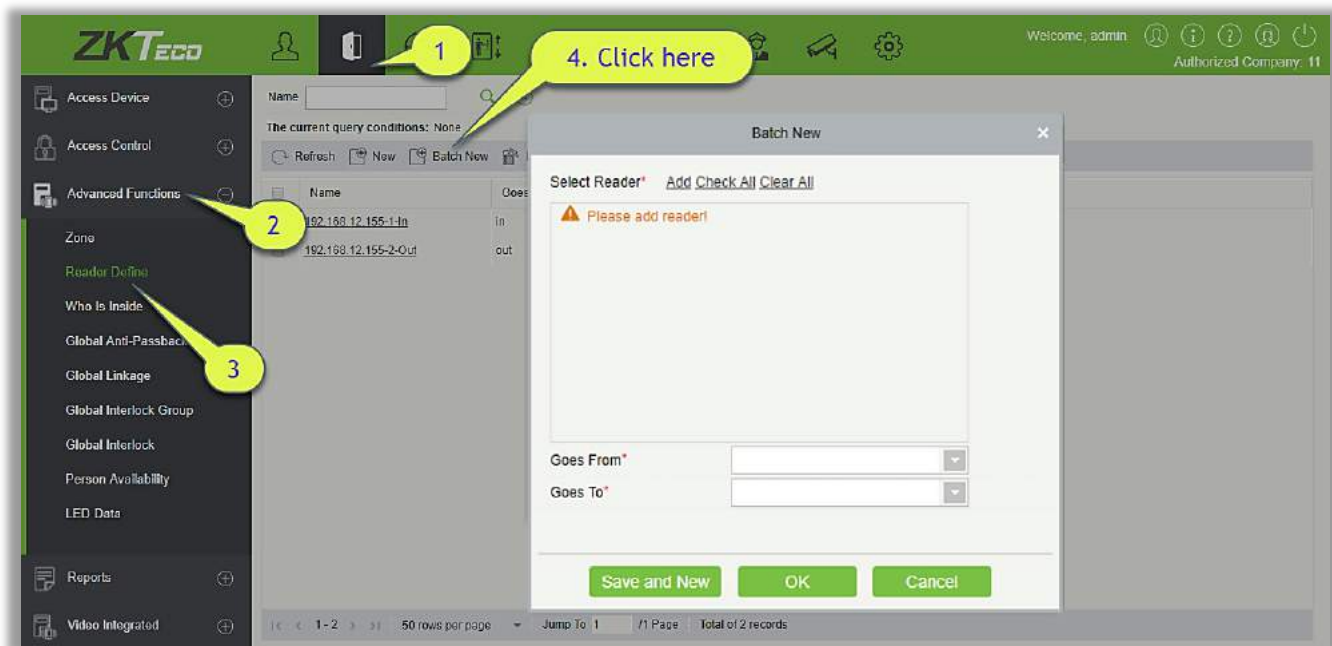 ZKTECO
1
4. Click here
Welcome, admin
Authorized Company: 11
Access Device
Access Control
Advanced Functions
2
Zone
Reader Define
3
Who Is Inside
Global Anti-Passback
Global Linkage
Global Interlock Group
Global Interlock
Person Availability
LED Data
Reports
Video Integrated
Name
The current query conditions: None
Refresh New Batch New
Name Goes
192.168.12.155-1-In in
192.168.12.155-2-Out out
Batch New
Select Reader* Add Check All Clear All
Please add reader!
Goes From*
Goes To*
Save and New OK Cancel
1-2 50 rows per page Jump To 1 /1 Page Total of 2 records